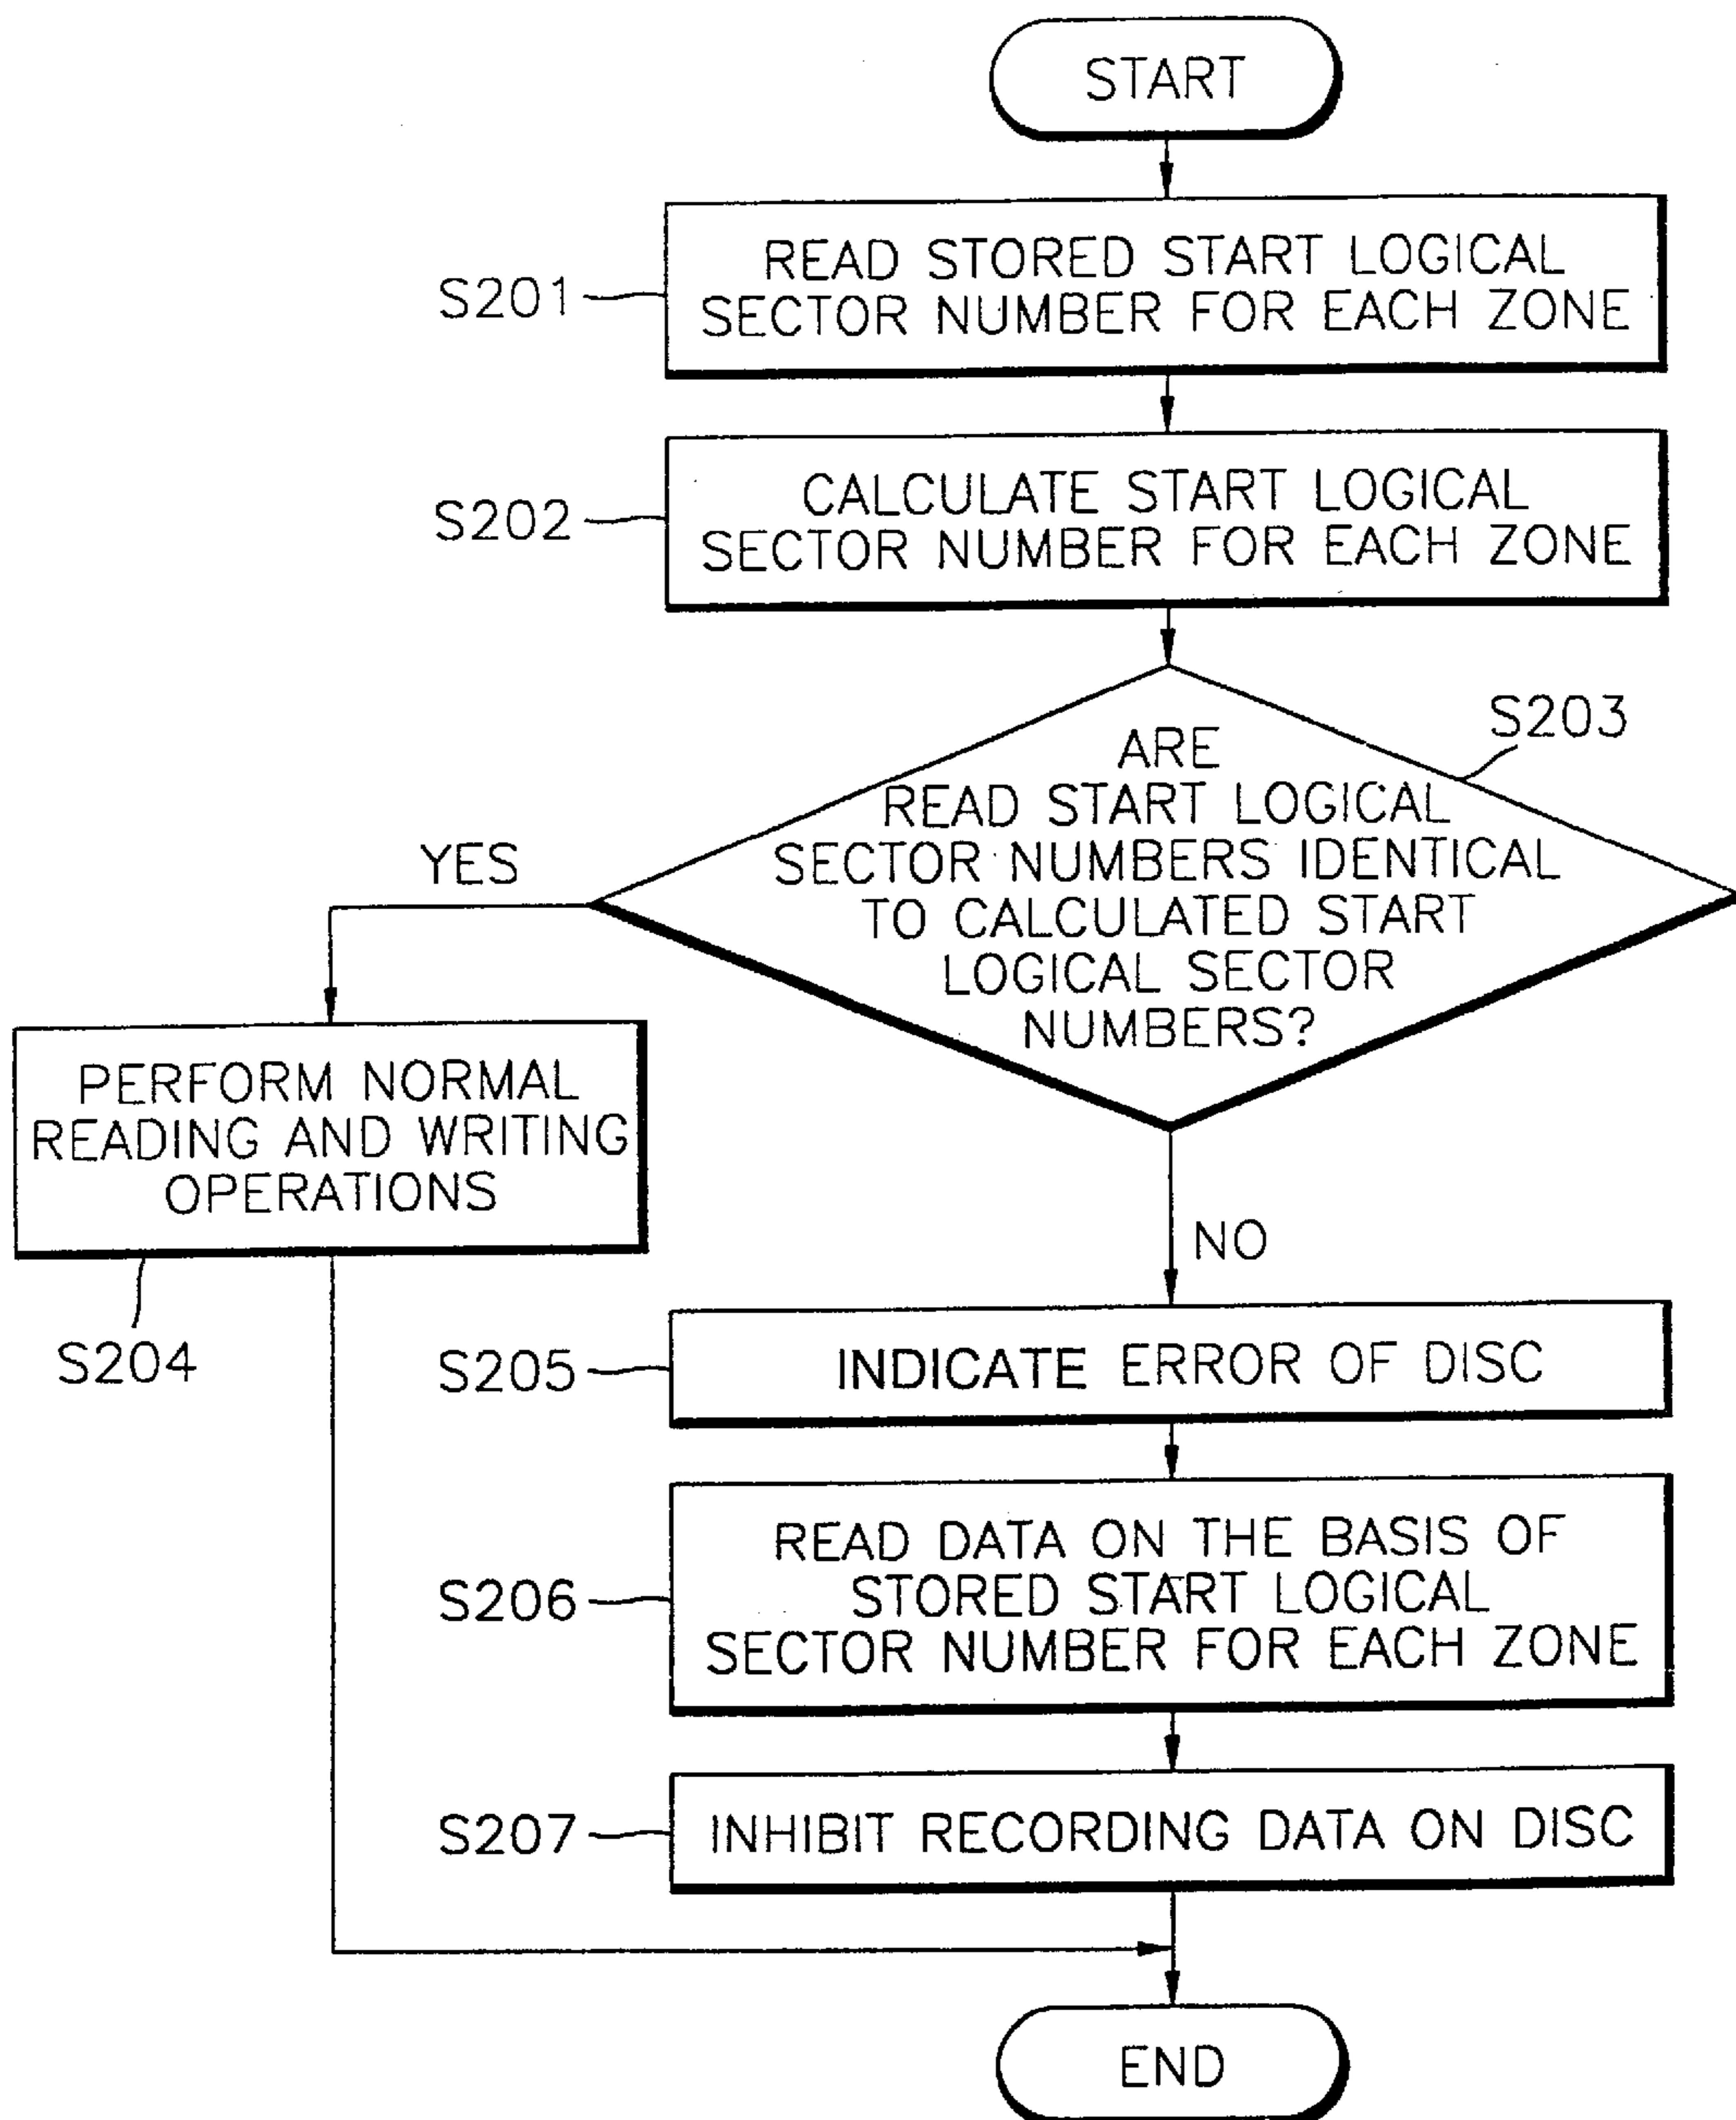 START
S201
READ STORED START LOGICAL
SECTOR NUMBER FOR EACH ZONE
S202
CALCULATE START LOGICAL
SECTOR NUMBER FOR EACH ZONE
S203
ARE
READ START LOGICAL
SECTOR NUMBERS IDENTICAL
TO CALCULATED START
LOGICAL SECTOR
NUMBERS?
YES
PERFORM NORMAL
READING AND WRITING
OPERATIONS
S204
NO
S205
INDICATE ERROR OF DISC
S206
READ DATA ON THE BASIS OF
STORED START LOGICAL
SECTOR NUMBER FOR EACH ZONE
S207
INHIBIT RECORDING DATA ON DISC
END